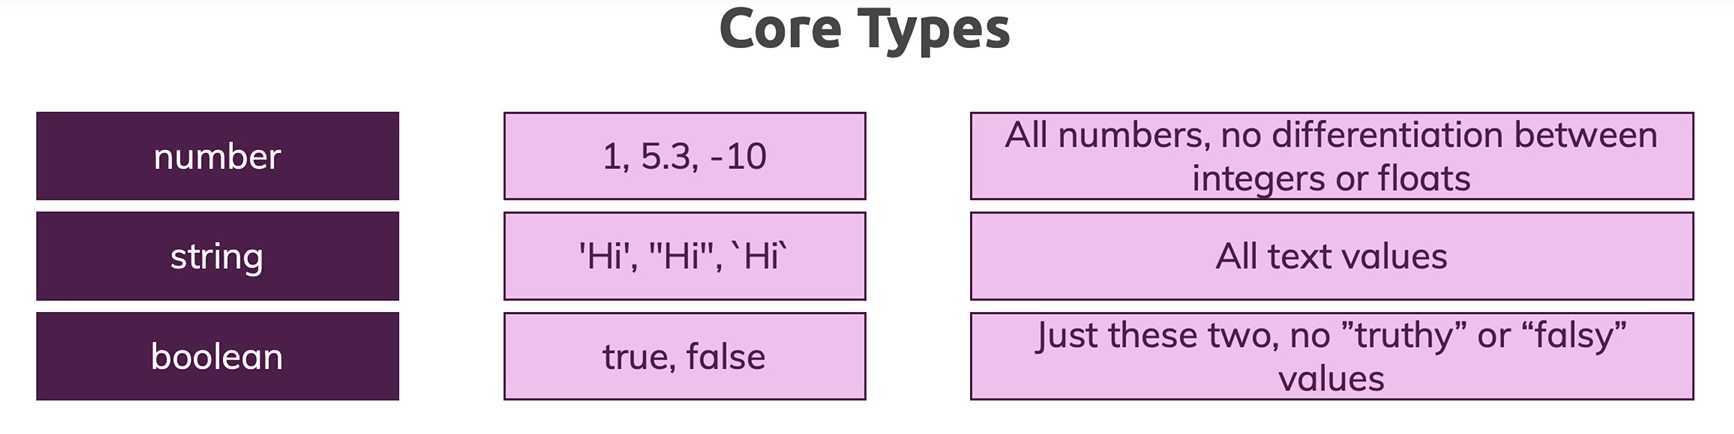 Core Types
number
1, 5.3, -10
All numbers, no differentiation between
integers or floats
string
'Hi', "Hi", `Hi`
All text values
boolean
true, false
Just these two, no ”truthy” or “falsy”
values